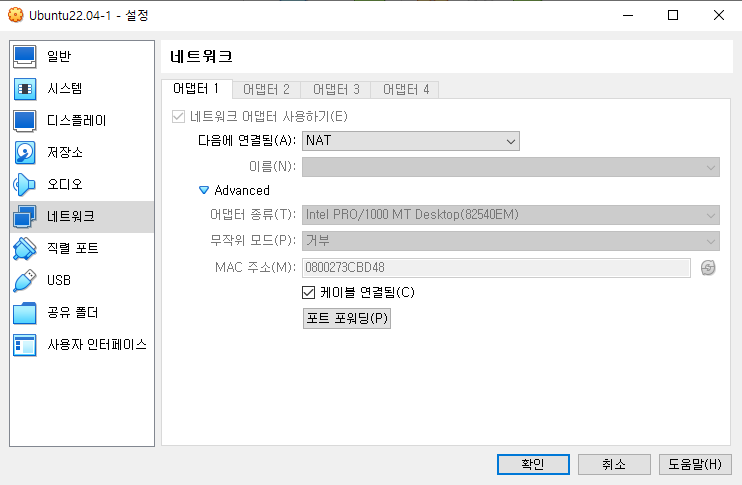 Ubuntu22.04-1 - 설정
일반
시스템
디스플레이
저장소
오디오
네트워크
직렬 포트
USB
공유 폴더
사용자 인터페이스
네트워크
어댑터 1 어댑터 2 어댑터 3 어댑터 4
네트워크 어댑터 사용하기(E)
다음에 연결됨(A): NAT
이름(N):
Advanced
어댑터 종류(T): Intel PRO/1000 MT Desktop(82540EM)
무작위 모드(P): 거부
MAC 주소(M): 0800273CBD48
케이블 연결됨(C)
포트 포워딩(P)
확인 취소 도움말(H)